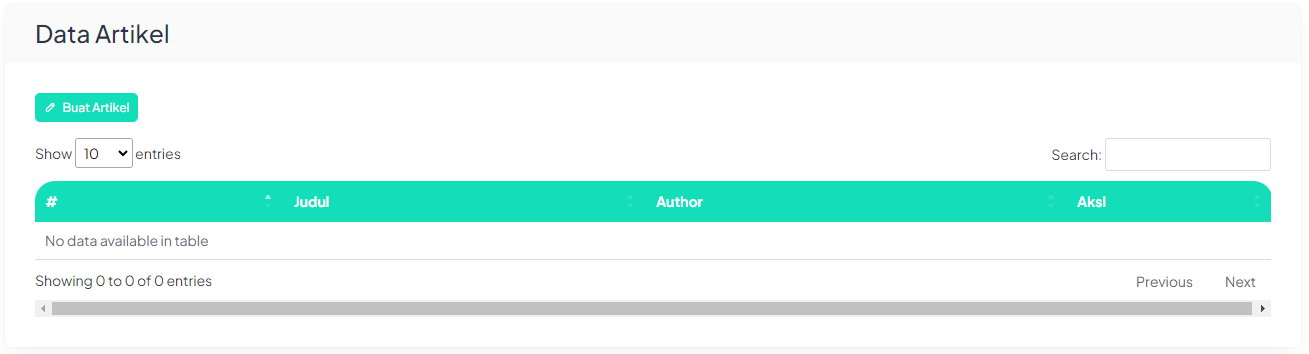 Data Artikel
Buat Artikel
Show 10 entries
Search:
# Judul Author Aksi
No data available in table
Showing 0 to 0 of 0 entries
Previous Next